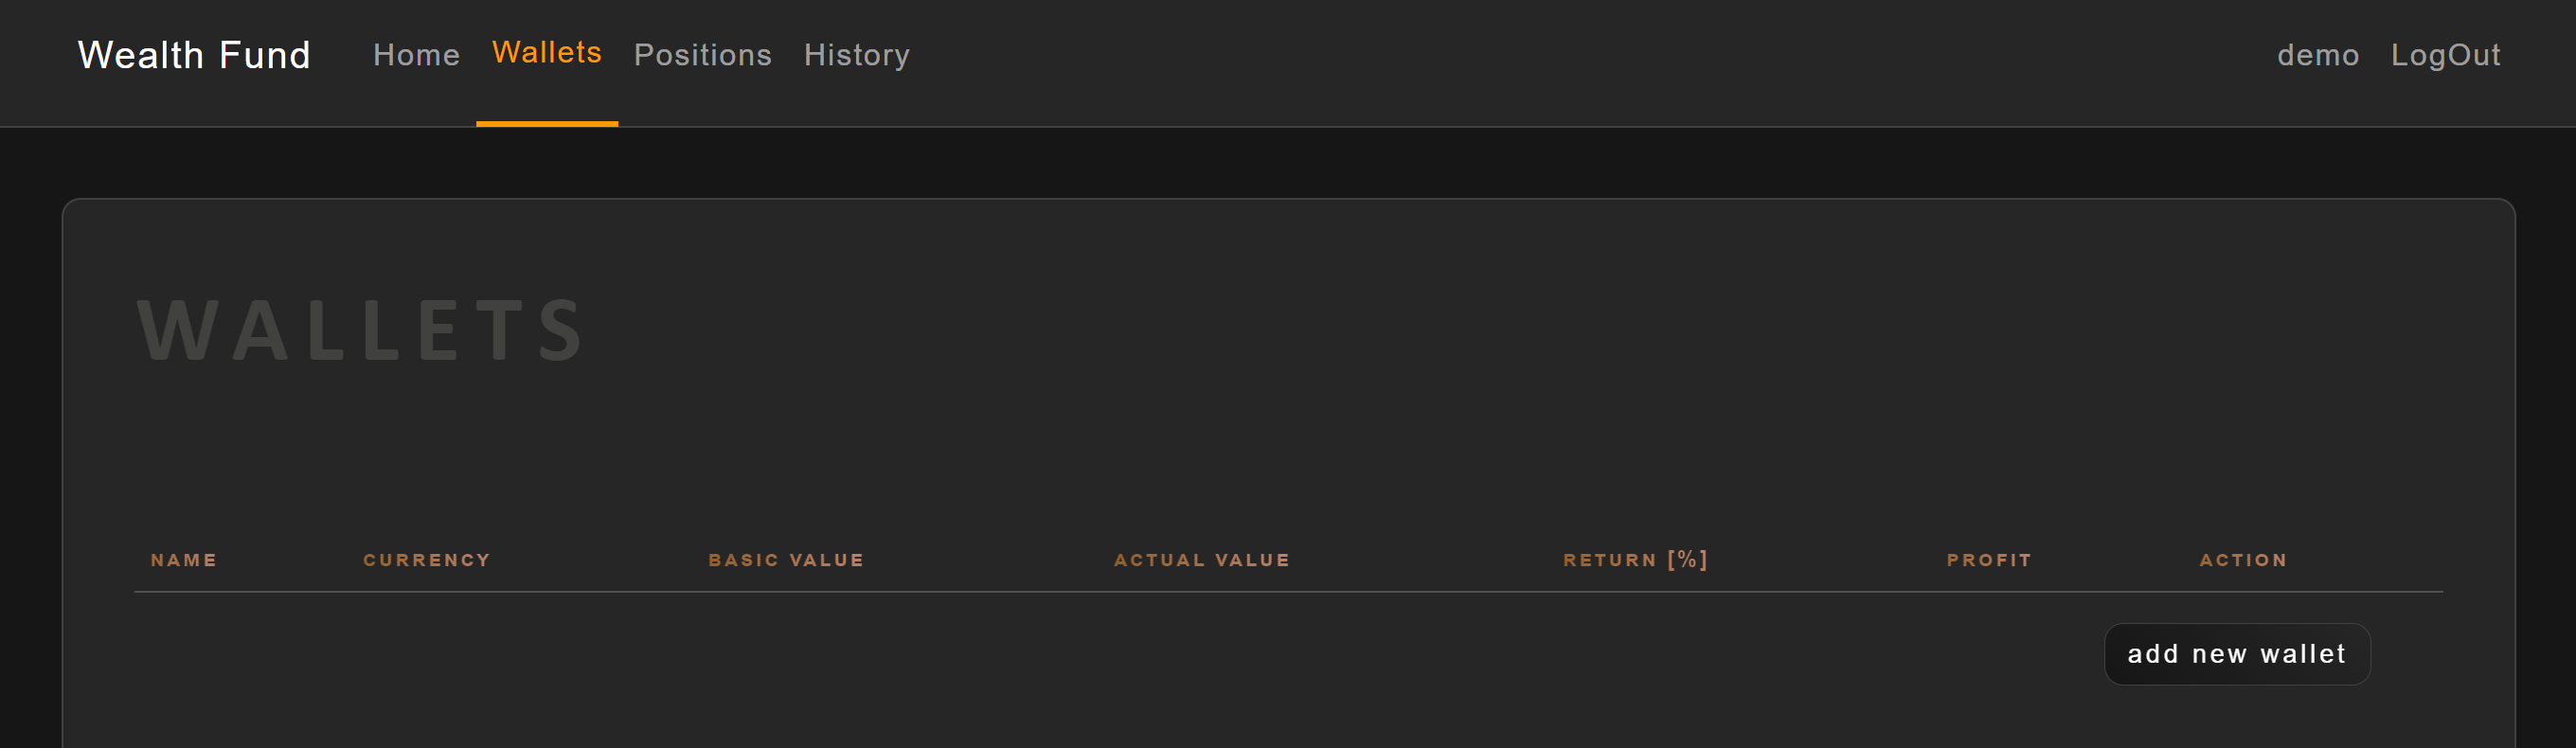 Wealth Fund Home Wallets Positions History demo LogOut
WALLETS
NAME CURRENCY BASIC VALUE ACTUAL VALUE RETURN [%] PROFIT ACTION
add new wallet